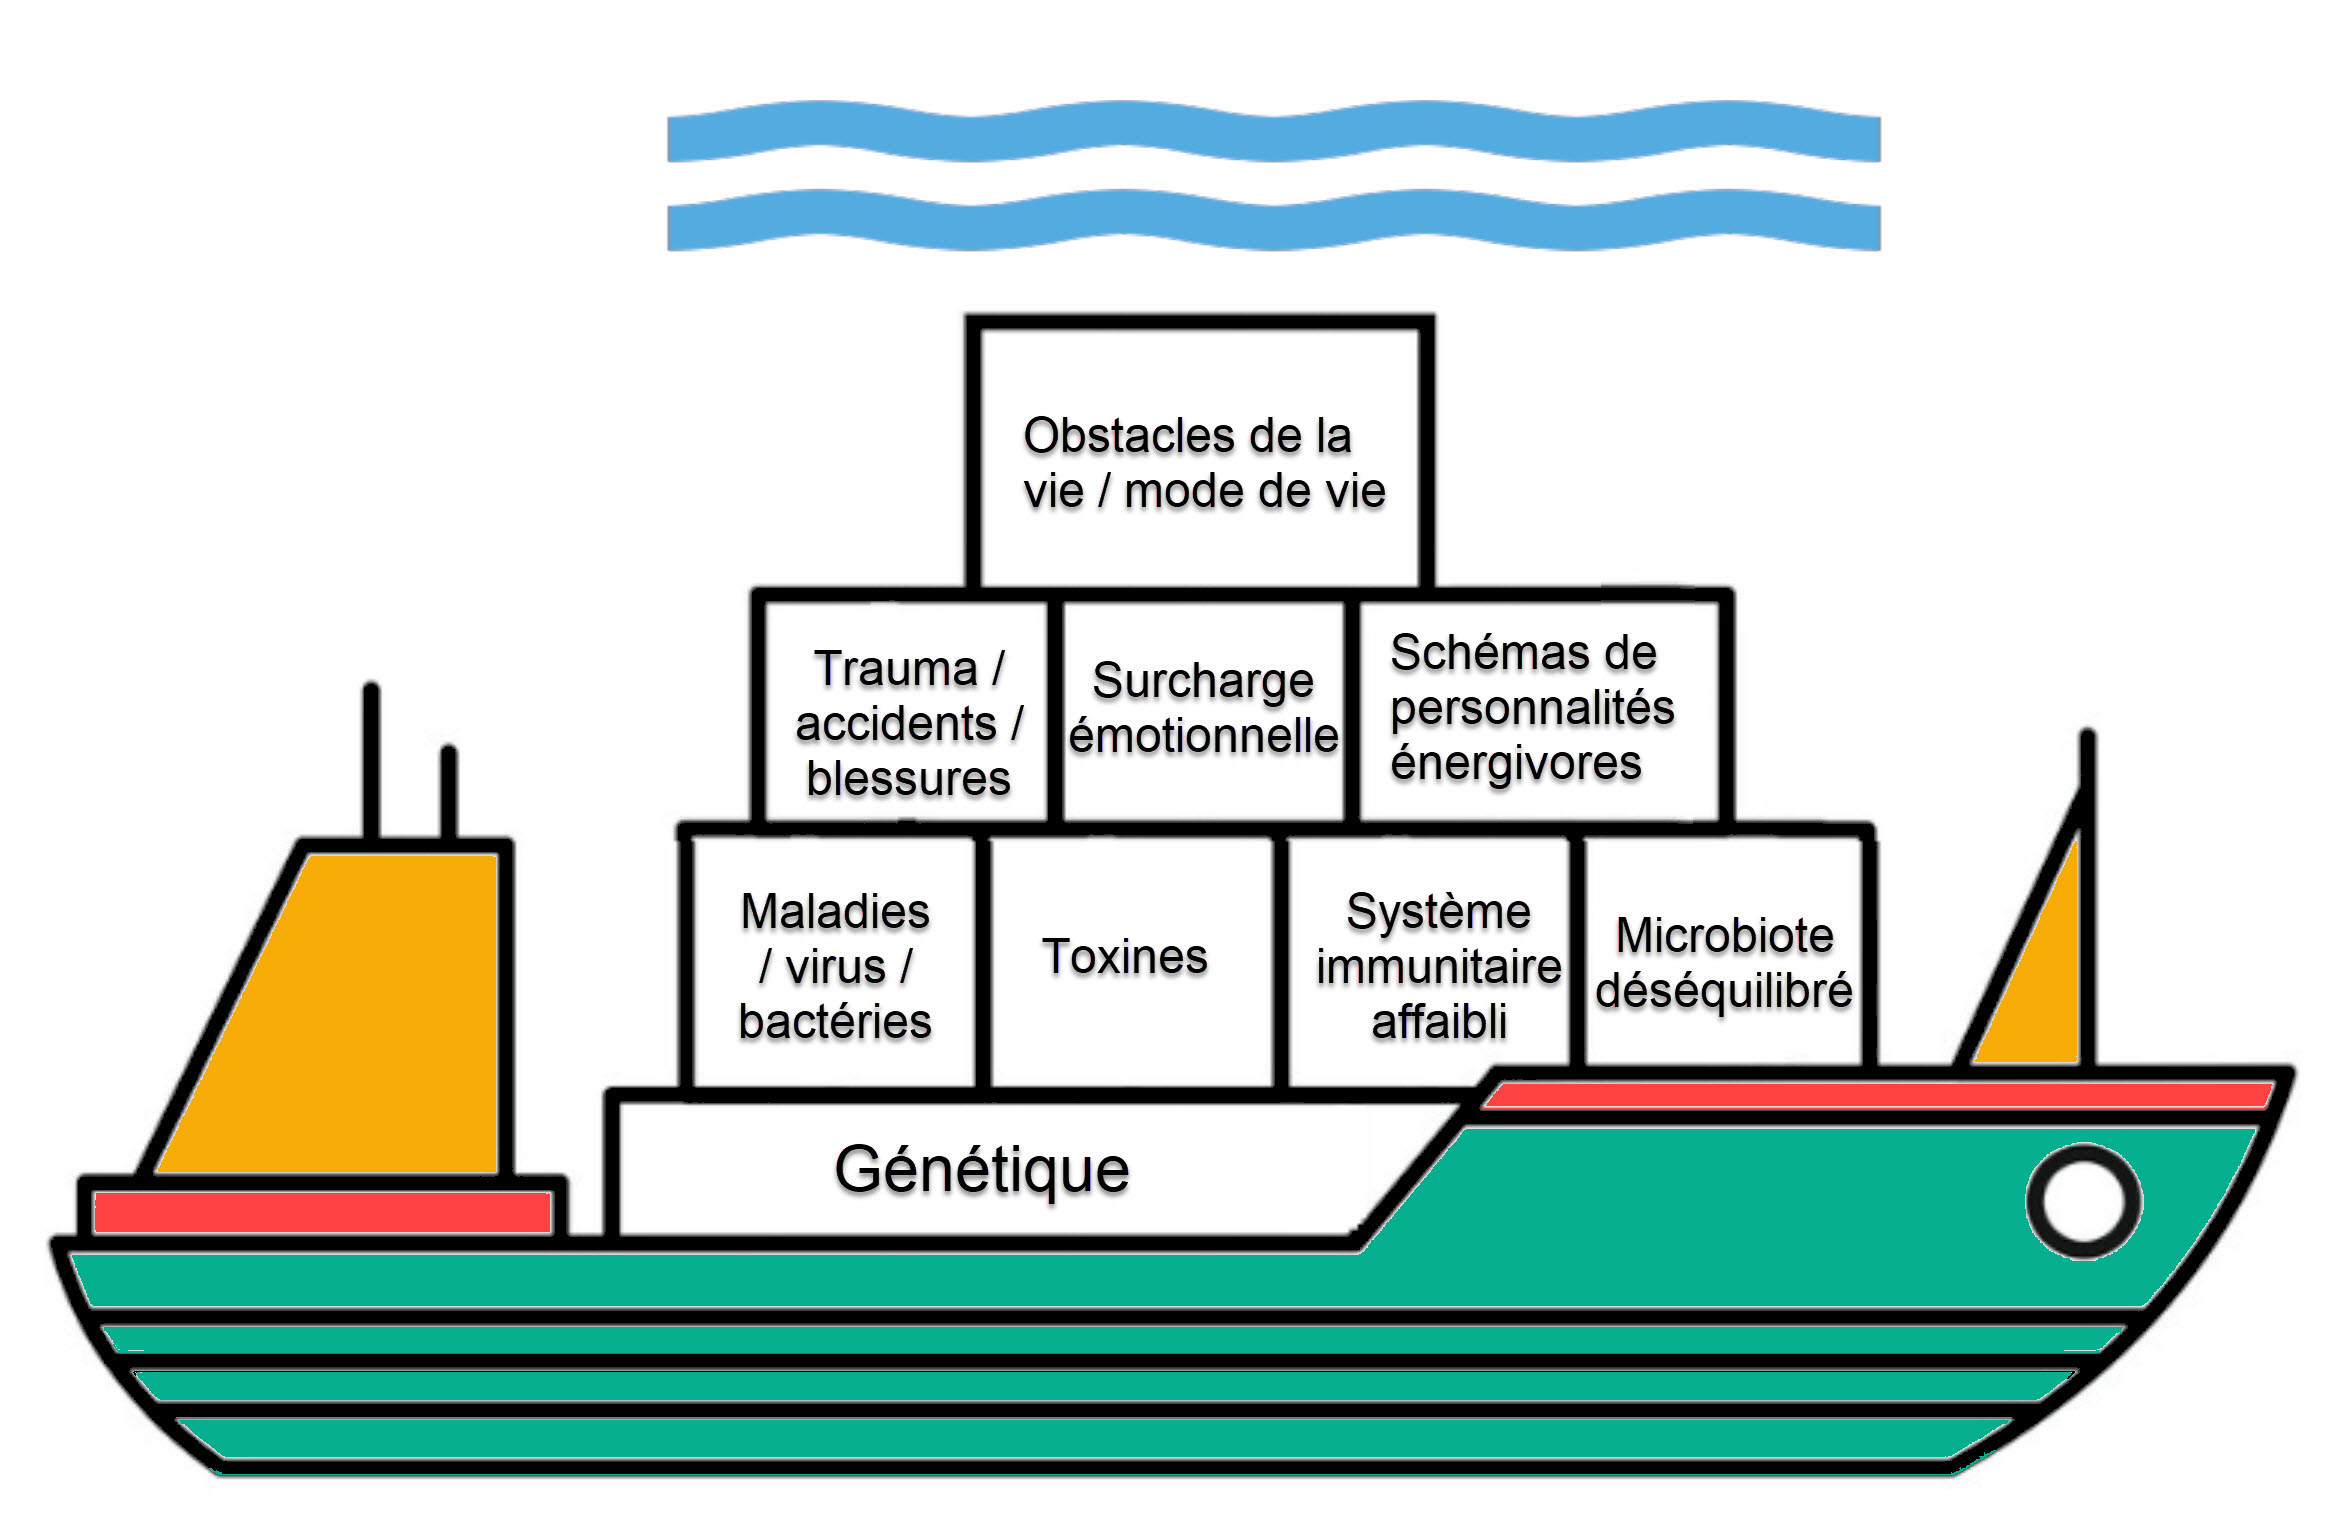 Obstacles de la
vie / mode de vie
Trauma /
accidents /
blessures
Surcharge
émotionnelle
Schémas de
personnalités
énergivores
Maladies
/ virus /
bactéries
Toxines
Système
immunitaire
affaibli
Microbiote
déséquilibré
Génétique